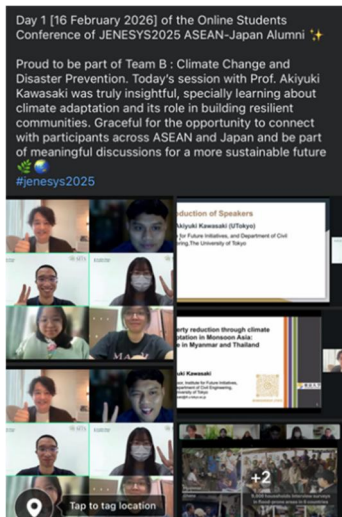 Day 1 [16 February 2026] of the Online Students
Conference of JENESYS2025 ASEAN-Japan Alumni ✨
Proud to be part of Team B : Climate Change and
Disaster Prevention. Today's session with Prof. Akiyuki
Kawasaki was truly insightful, specially learning about
climate adaptation and its role in building resilient
communities. Graceful for the opportunity to connect
with participants across ASEAN and Japan and be part
of meaningful discussions for a more sustainable future
🌿🌏
#jenesys2025
duction of Speakers
Akiyuki Kawasaki (UTokyo)
for Future Initiatives, and Department of Civil
ering, The University of Tokyo
erty reduction through climate
ptation in Monsoon Asia:
e in Myanmar and Thailand
uki Kawasaki
+2
Tap to tag location